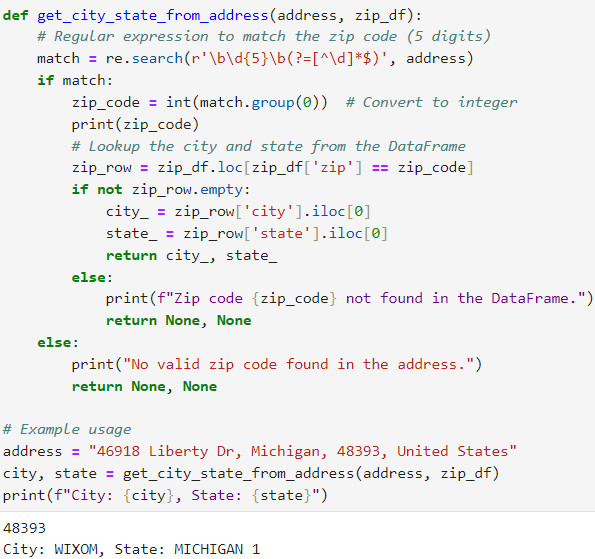 def get_city_state_from_address(address, zip_df):
    # Regular expression to match the zip code (5 digits)
    match = re.search(r'\b\d{5}\b(?=[^\d]*$)', address)
    if match:
        zip_code = int(match.group(0))  # Convert to integer
        print(zip_code)
        # Lookup the city and state from the DataFrame
        zip_row = zip_df.loc[zip_df['zip'] == zip_code]
        if not zip_row.empty:
            city_ = zip_row['city'].iloc[0]
            state_ = zip_row['state'].iloc[0]
            return city_, state_
        else:
            print(f"Zip code {zip_code} not found in the DataFrame.")
            return None, None
    else:
        print("No valid zip code found in the address.")
        return None, None

# Example usage
address = "46918 Liberty Dr, Michigan, 48393, United States"
city, state = get_city_state_from_address(address, zip_df)
print(f"City: {city}, State: {state}")
48393
City: WIXOM, State: MICHIGAN 1